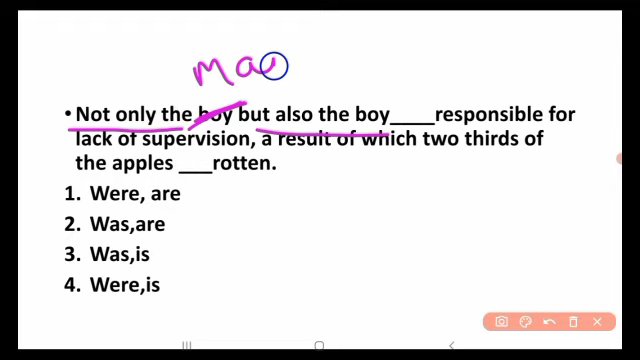 Ma
• Not only the boy but also the boy____responsible for
lack of supervision, a result of which two thirds of
the apples ___rotten.
1. Were, are
2. Was,are
3. Was,is
4. Were,is